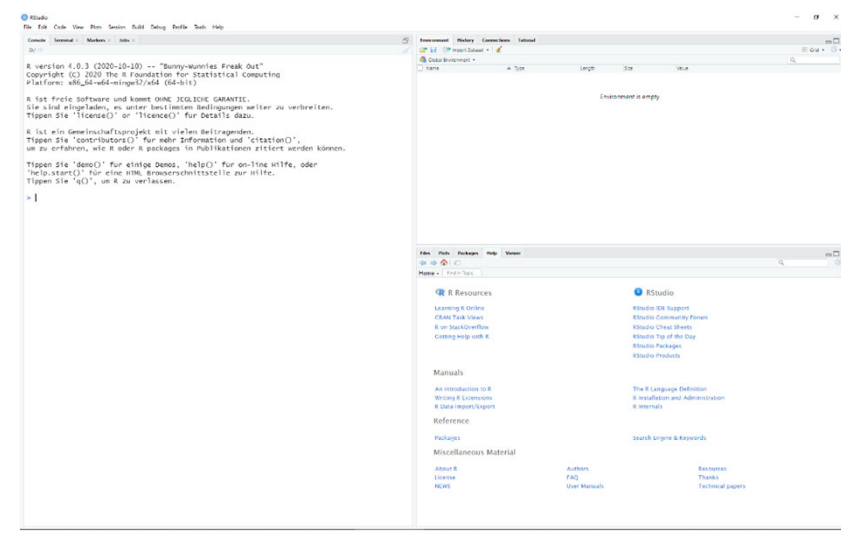 RStudio
File Edit Code View Plots Session Build Debug Profile Tools Help
Console Terminal Markers Jobs
R version 4.0.3 (2020-10-10) -- "Bunny-Wunnies Freak Out"
Copyright (C) 2020 The R Foundation for Statistical Computing
Platform: x86_64-w64-mingw32/x64 (64-bit)
R ist freie Software und kommt OHNE JEGLICHE GARANTIE.
Sie sind eingeladen, es unter bestimmten Bedingungen weiter zu verbreiten.
Tippen Sie 'license()' or 'licence()' für Details dazu.
R ist ein Gemeinschaftsprojekt mit vielen Beitragenden.
Tippen Sie 'contributors()' für mehr Information und 'citation()',
um zu erfahren, wie R oder R packages in Publikationen zitiert werden können.
Tippen Sie 'demo()' für einige Demos, 'help()' für on-line Hilfe, oder
'help.start()' für eine HTML Browserschnittstelle zur Hilfe.
Tippen Sie 'q()', um R zu verlassen.
>
Environment History Connections Tutorial
Import Dataset Grid
Global Environment
Name Type Length Size Value
Environment is empty
Files Plots Packages Help Viewer
Home Find in Topic
R Resources RStudio
Learning R Online RStudio IDE Support
CRAN Task Views RStudio Community Forum
R on StackOverflow RStudio Cheat Sheets
Getting Help with R RStudio Tip of the Day
RStudio Packages
RStudio Products
Manuals
An Introduction to R The R Language Definition
Writing R Extensions R Installation and Administration
R Data Import/Export R Internals
Reference
Packages Search Engine & Keywords
Miscellaneous Material
About R Authors Resources
License FAQ Thanks
NEWS User Manuals Technical papers